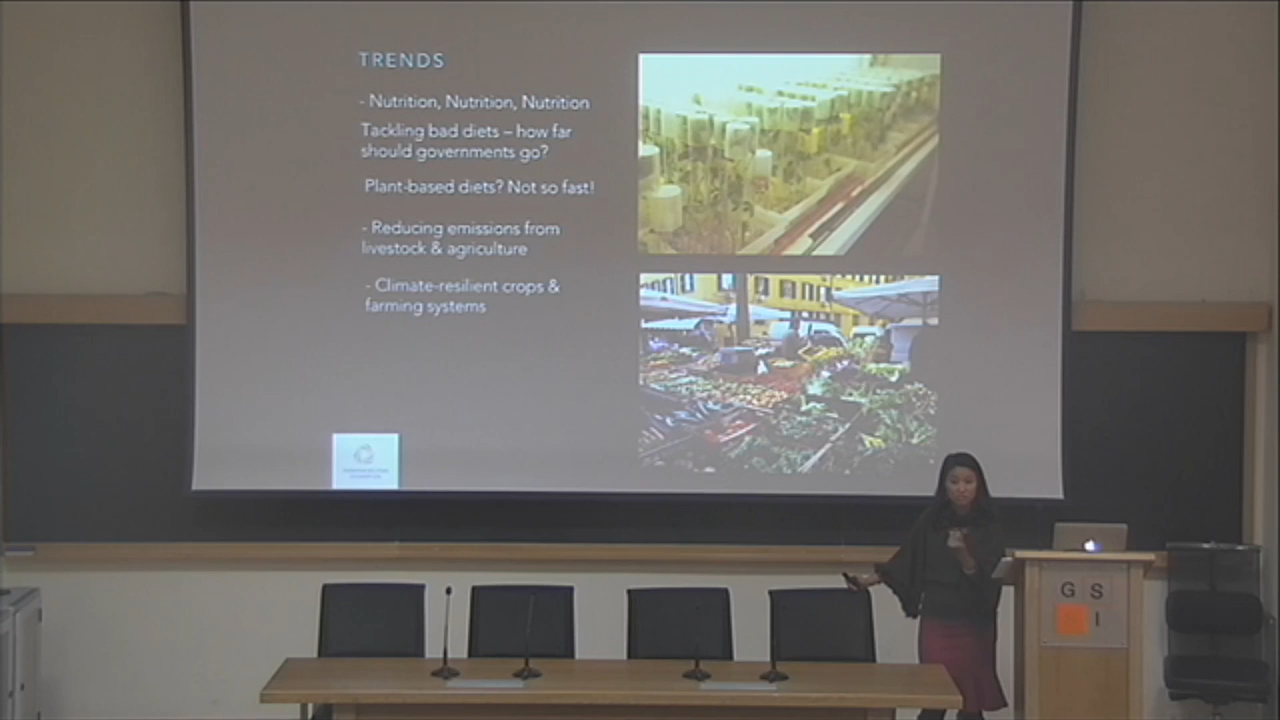 TRENDS
- Nutrition, Nutrition, Nutrition
Tackling bad diets – how far
should governments go?
Plant-based diets? Not so fast!
- Reducing emissions from
livestock & agriculture
- Climate-resilient crops &
farming systems
G S
I